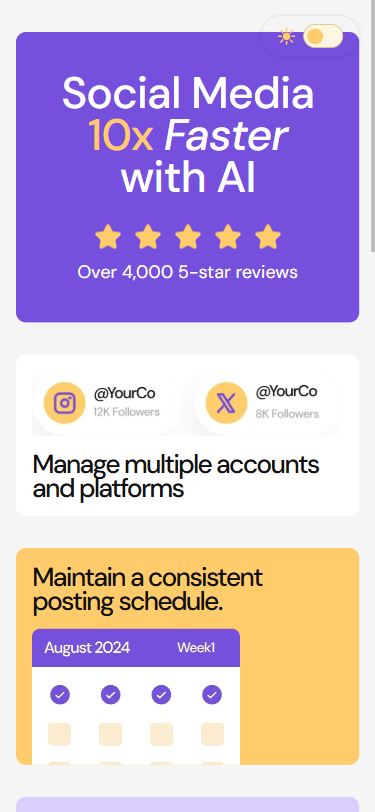 Social Media
10x Faster
with AI
Over 4,000 5-star reviews
@YourCo
12K Followers
@YourCo
8K Followers
Manage multiple accounts
and platforms
Maintain a consistent
posting schedule.
August 2024 Week1